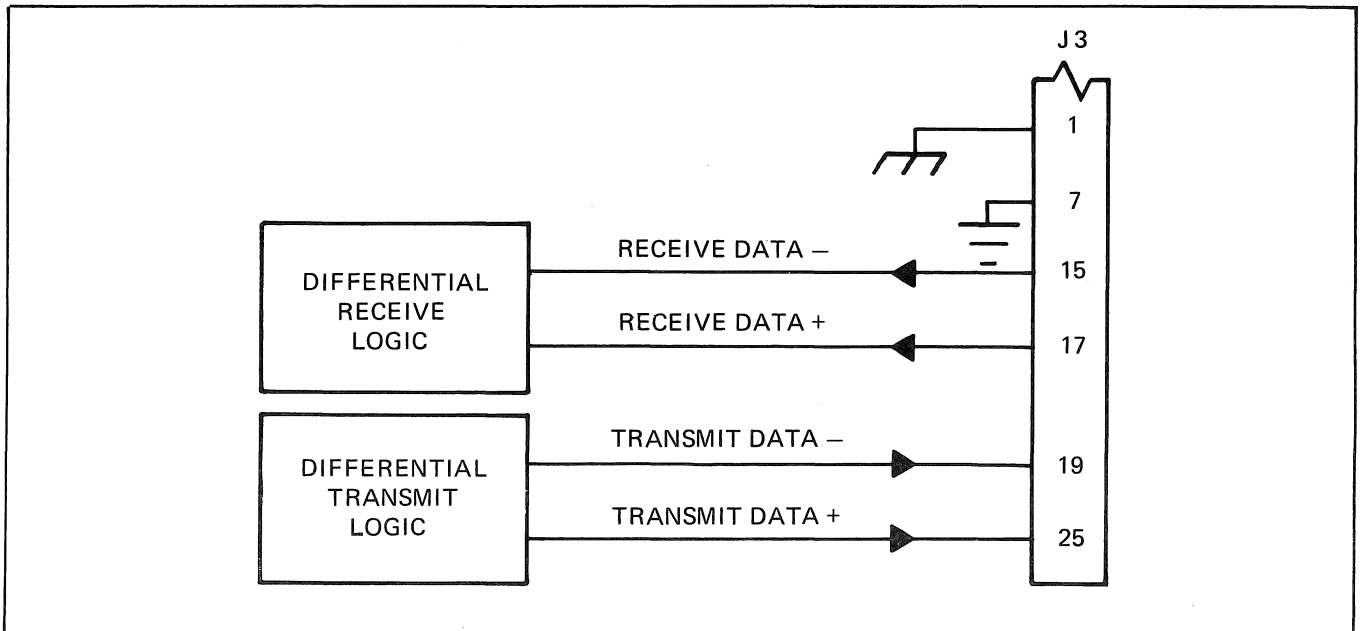 J3
1
7
RECEIVE DATA –
15
DIFFERENTIAL
RECEIVE
LOGIC
RECEIVE DATA +
17
TRANSMIT DATA –
19
DIFFERENTIAL
TRANSMIT
LOGIC
TRANSMIT DATA +
25